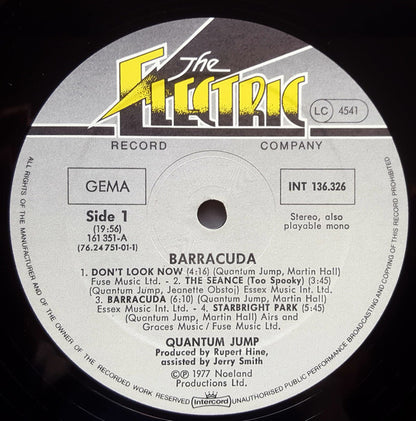 The
ELECTRIC
RECORD COMPANY
LC 4541
GEMA
INT 136.326
Side 1
(19:56)
161 351-A
(76.24 751-01-1)
Stereo, also
playable mono
BARRACUDA
1. DON'T LOOK NOW (4:16) (Quantum Jump, Martin Hall)
Fuse Music Ltd. - 2. THE SEANCE (Too Spooky) (3:45)
(Quantum Jump, Jeanette Obstoj) Essex Music Int. Ltd.
3. BARRACUDA (6:10) (Quantum Jump, Martin Hall)
Essex Music Int. Ltd. - 4. STARBRIGHT PARK (5:45)
(Quantum Jump, Martin Hall) Airs and
Graces Music / Fuse Music Ltd.
QUANTUM JUMP
Produced by Rupert Hine,
assisted by Jerry Smith
©Ⓟ 1977 Noeland
Productions Ltd.
ALL RIGHTS OF THE MANUFACTURER AND OF THE OWNER OF THE RECORDED WORK RESERVED
Intercord
UNAUTHORISED PUBLIC PERFORMANCE BROADCASTING AND COPYING OF THIS RECORD PROHIBITED